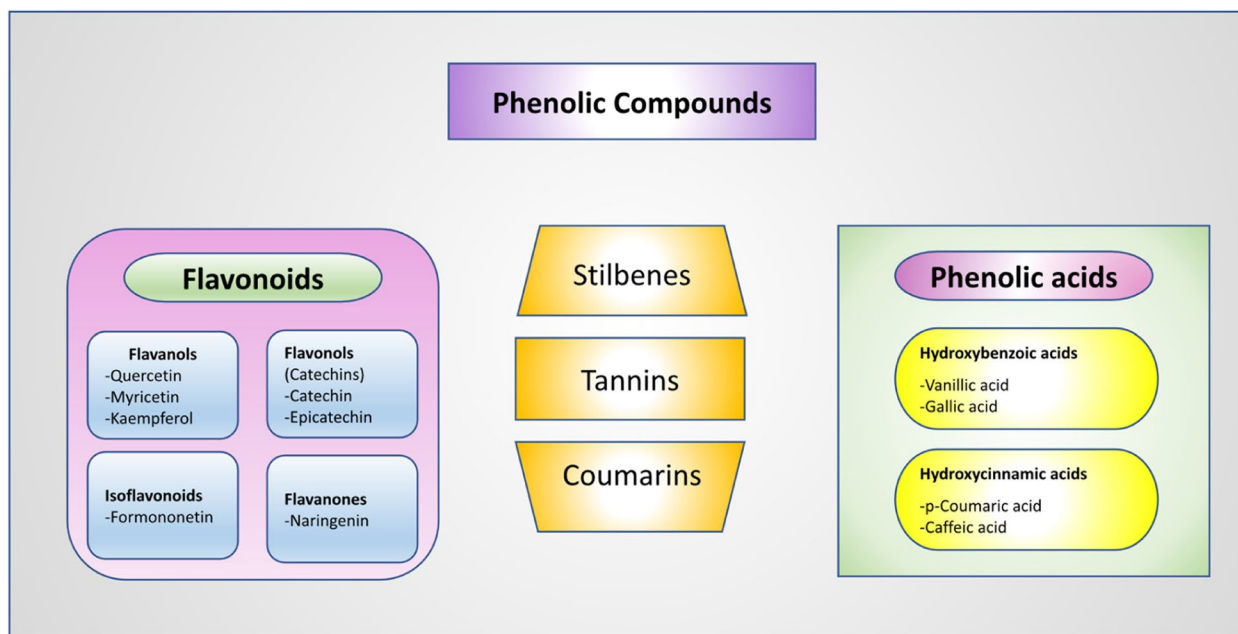 Phenolic Compounds
Flavonoids
Flavanols
-Quercetin
-Myricetin
-Kaempferol
Flavonols
(Catechins)
-Catechin
-Epicatechin
Isoflavonoids
-Formononetin
Flavanones
-Naringenin
Stilbenes
Tannins
Coumarins
Phenolic acids
Hydroxybenzoic acids
-Vanillic acid
-Gallic acid
Hydroxycinnamic acids
-p-Coumaric acid
-Caffeic acid